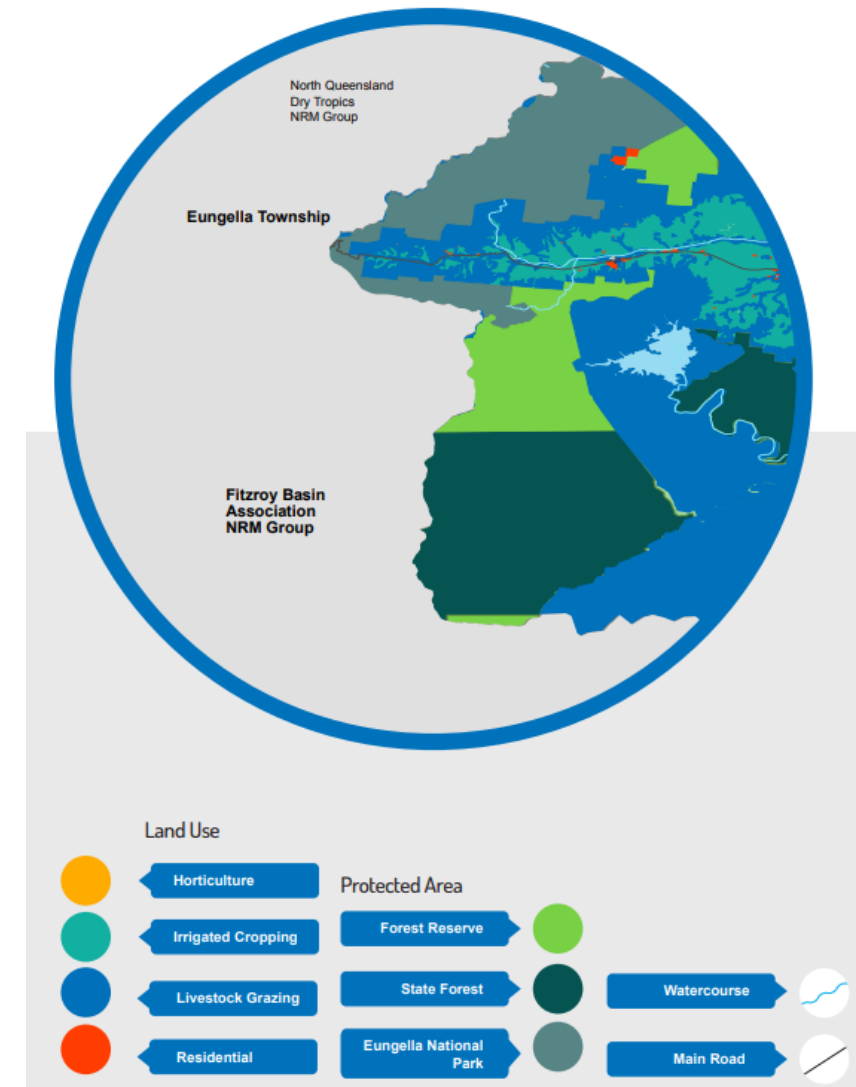 North Queensland
Dry Tropics
NRM Group
Eungella Township
Fitzroy Basin
Association
NRM Group
Land Use
Horticulture
Irrigated Cropping
Livestock Grazing
Residential
Protected Area
Forest Reserve
State Forest
Eungella National
Park
Watercourse
Main Road